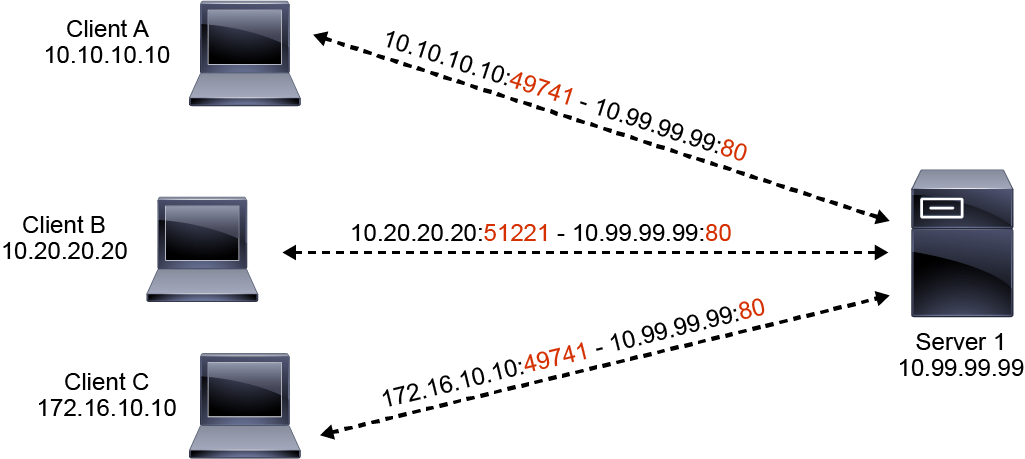 Client A
10.10.10.10
10.10.10.10:49741 - 10.99.99.99:80
Client B
10.20.20.20
10.20.20.20:51221 - 10.99.99.99:80
Client C
172.16.10.10
172.16.10.10:49741 - 10.99.99.99:80
Server 1
10.99.99.99